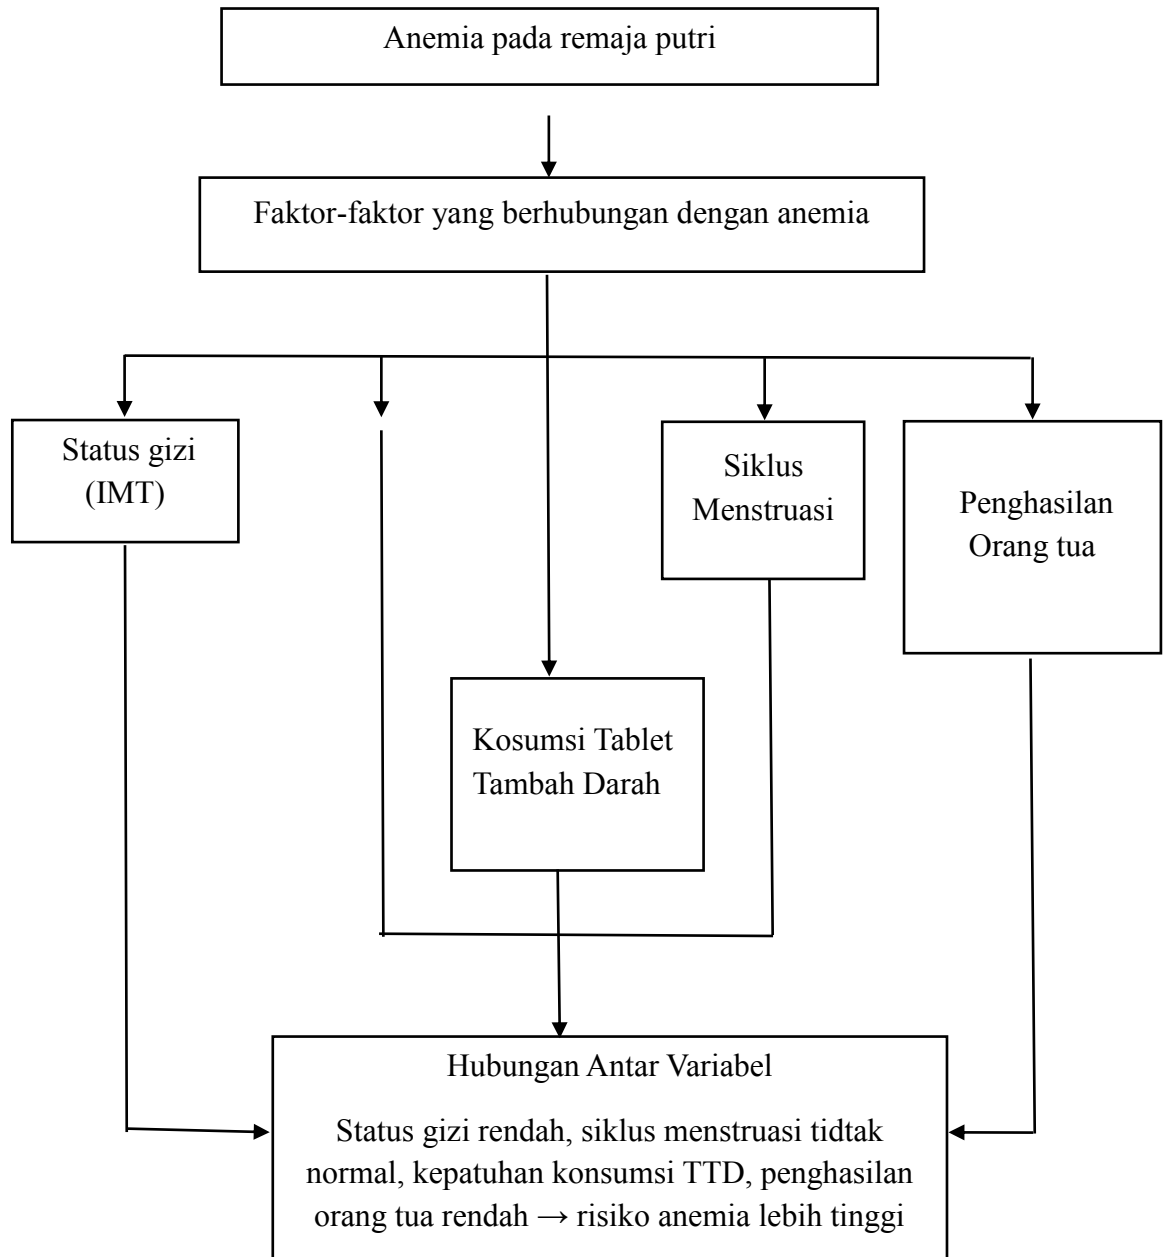 Anemia pada remaja putri
Faktor-faktor yang berhubungan dengan anemia
Status gizi
(IMT)
Siklus
Menstruasi
Penghasilan
Orang tua
Kosumsi Tablet
Tambah Darah
Hubungan Antar Variabel
Status gizi rendah, siklus menstruasi tidtak
normal, kepatuhan konsumsi TTD, penghasilan
orang tua rendah → risiko anemia lebih tinggi